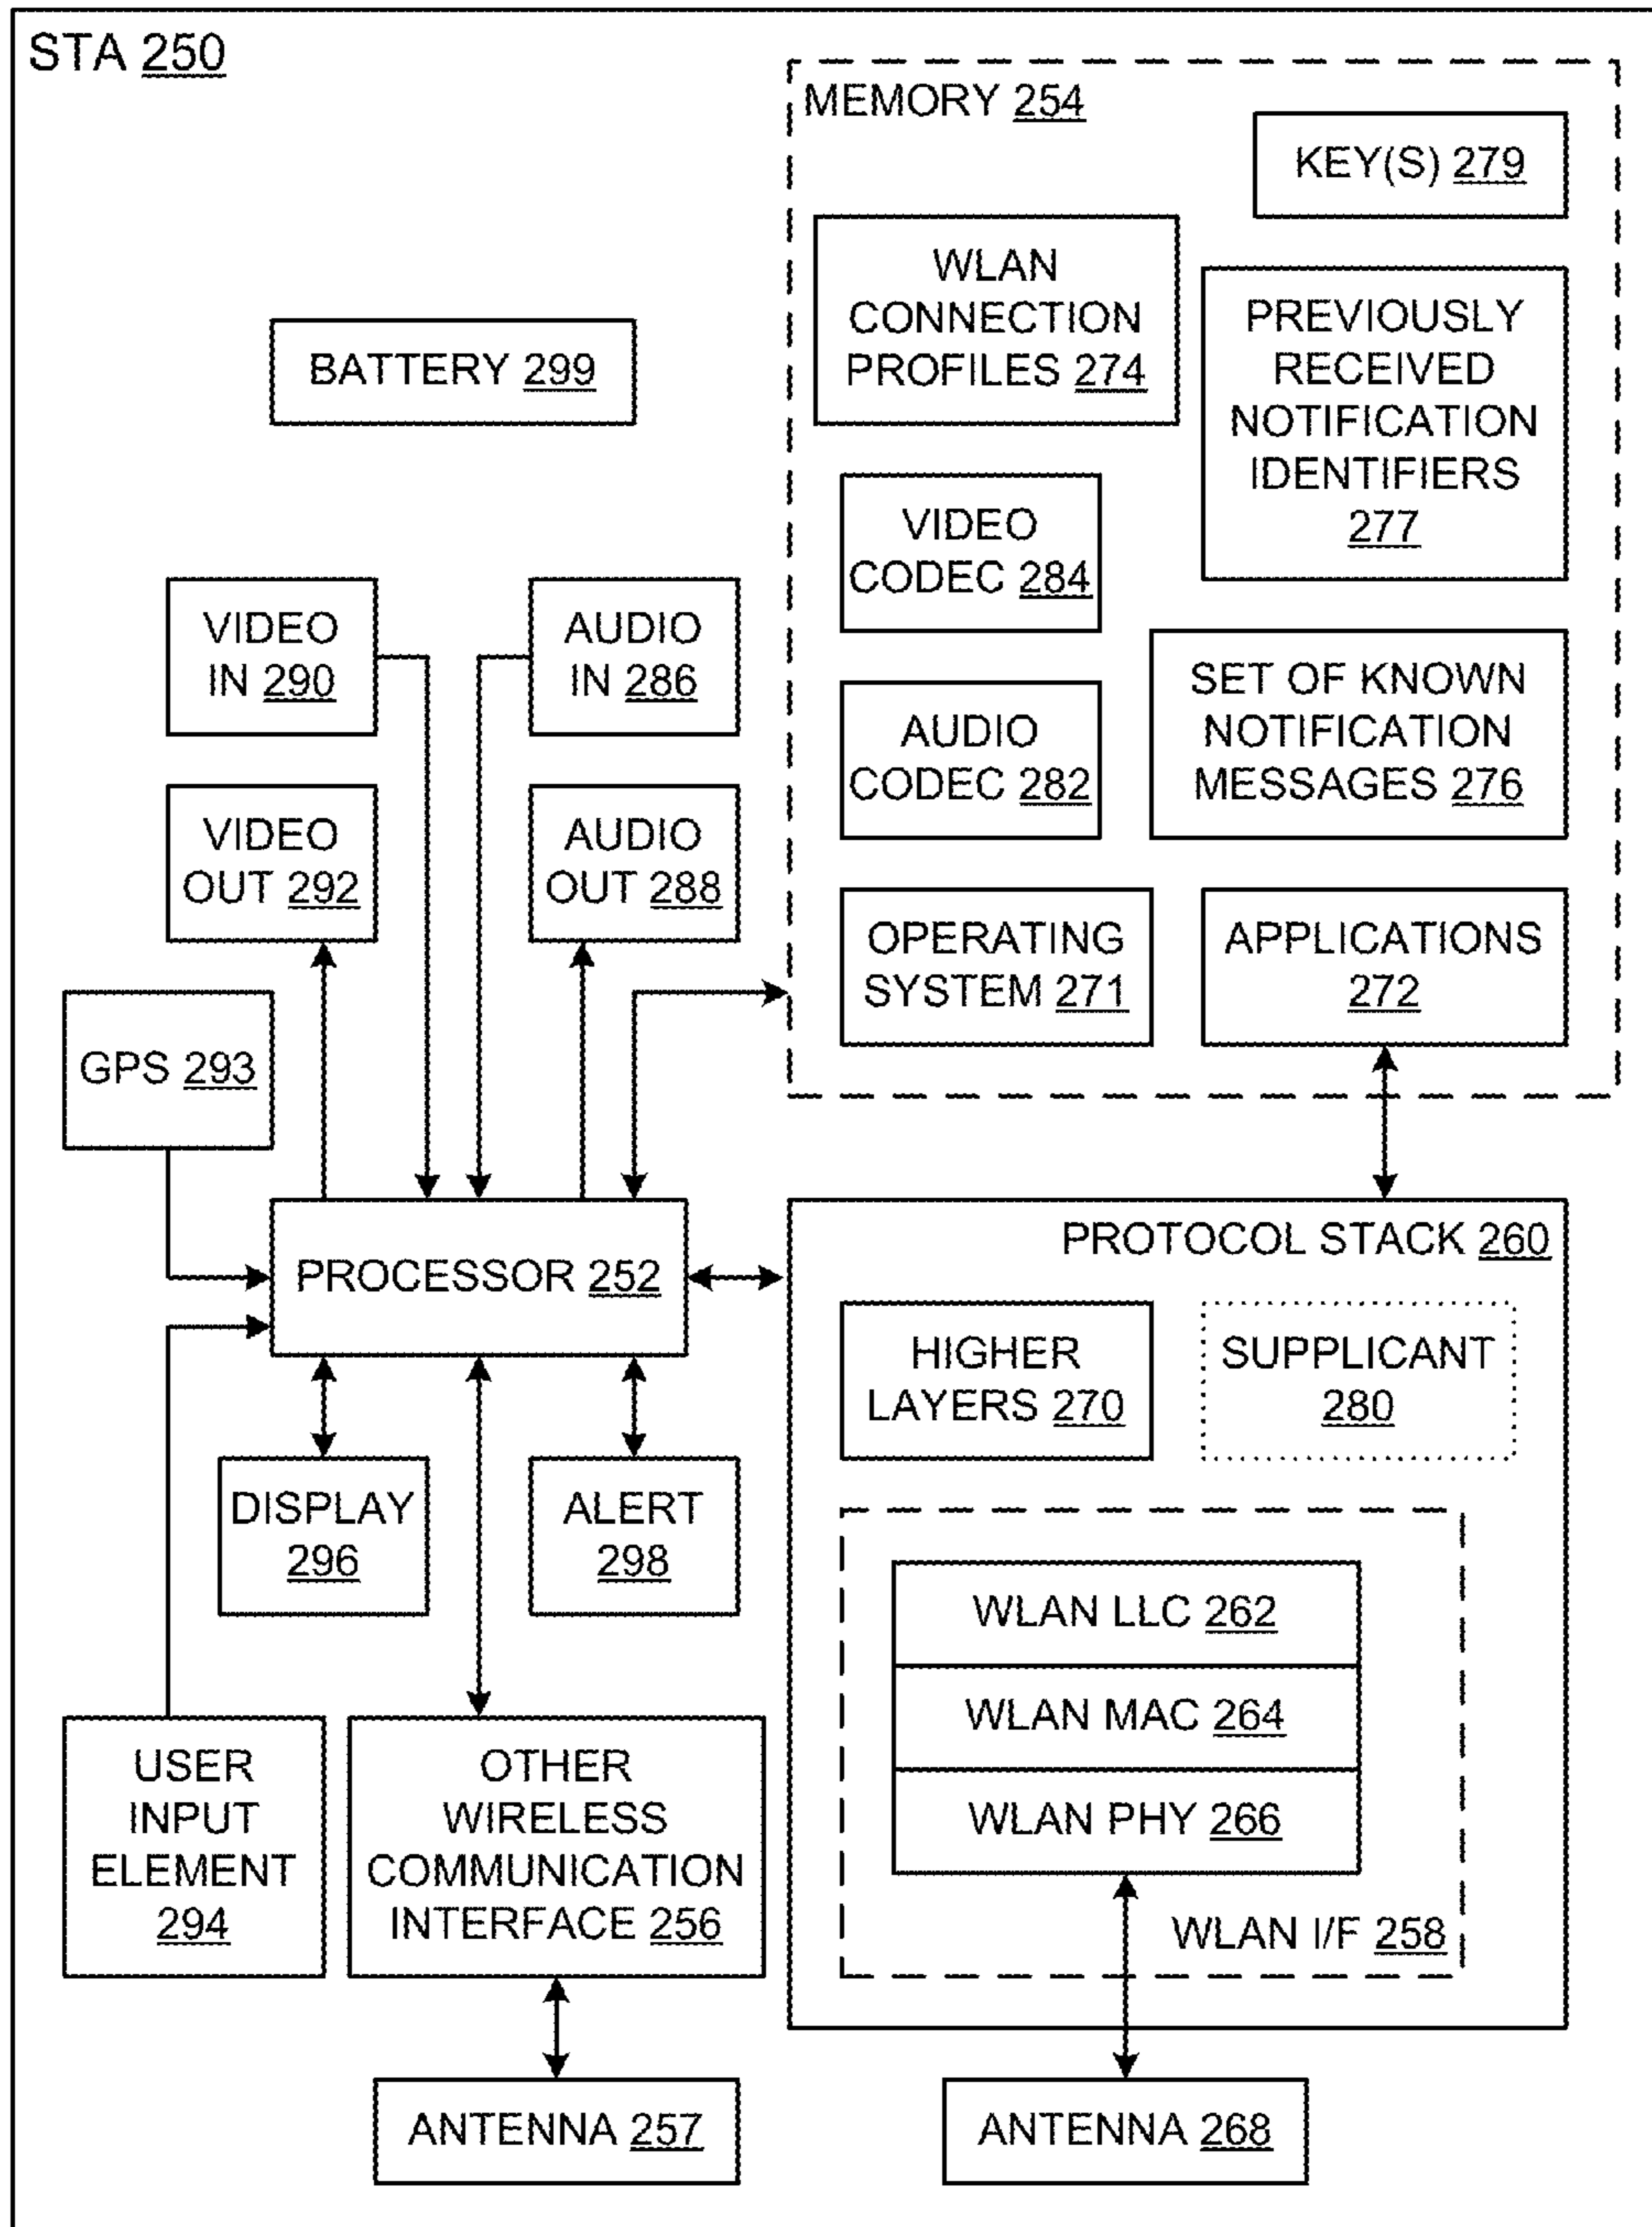 STA 250
MEMORY 254
KEY(S) 279
WLAN
CONNECTION
PROFILES 274
PREVIOUSLY
RECEIVED
NOTIFICATION
IDENTIFIERS
277
BATTERY 299
VIDEO
CODEC 284
VIDEO
IN 290
AUDIO
IN 286
SET OF KNOWN
NOTIFICATION
MESSAGES 276
AUDIO
CODEC 282
VIDEO
OUT 292
AUDIO
OUT 288
OPERATING
SYSTEM 271
APPLICATIONS
272
GPS 293
PROCESSOR 252
PROTOCOL STACK 260
HIGHER
LAYERS 270
SUPPLICANT
280
DISPLAY
296
ALERT
298
WLAN LLC 262
WLAN MAC 264
WLAN PHY 266
WLAN I/F 258
USER
INPUT
ELEMENT
294
OTHER
WIRELESS
COMMUNICATION
INTERFACE 256
ANTENNA 257
ANTENNA 268